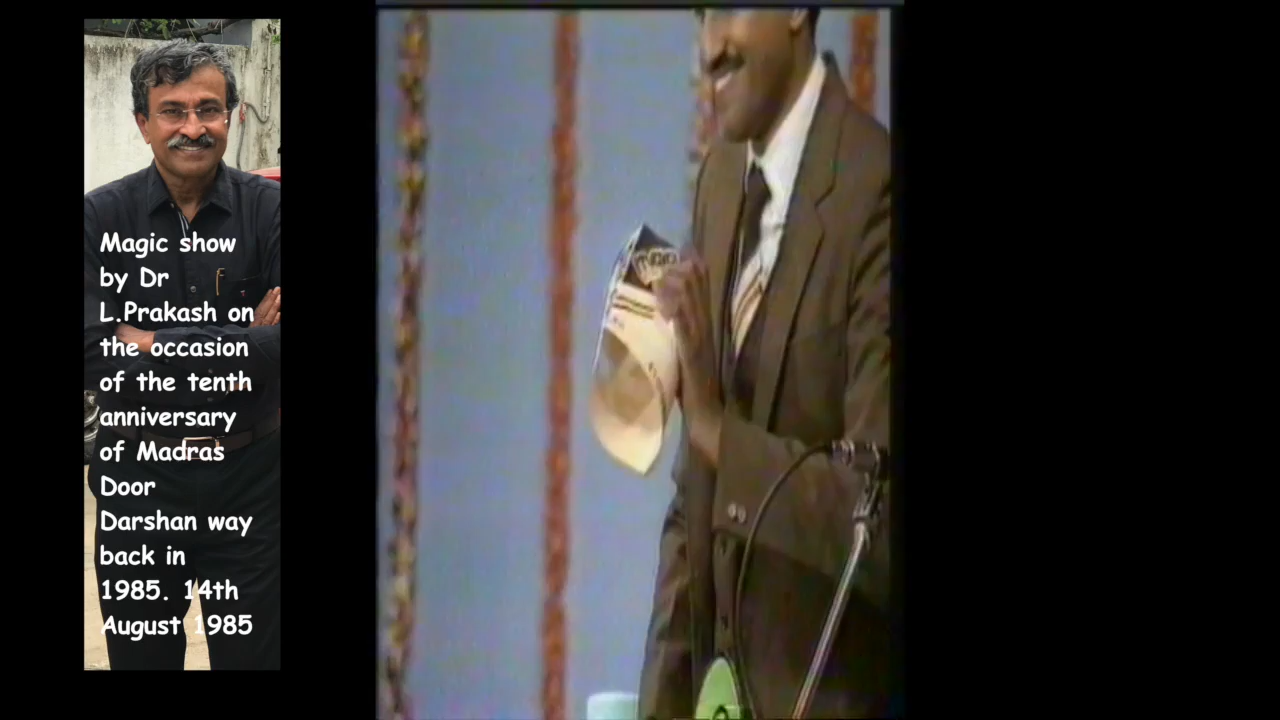 Magic show
by Dr
L.Prakash on
the occasion
of the tenth
anniversary
of Madras
Door
Darshan way
back in
1985. 14th
August 1985